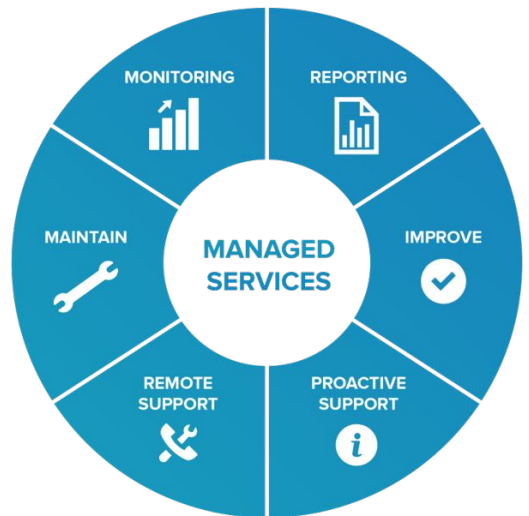 MONITORING
REPORTING
MAINTAIN
MANAGED
SERVICES
IMPROVE
REMOTE
SUPPORT
PROACTIVE
SUPPORT
i